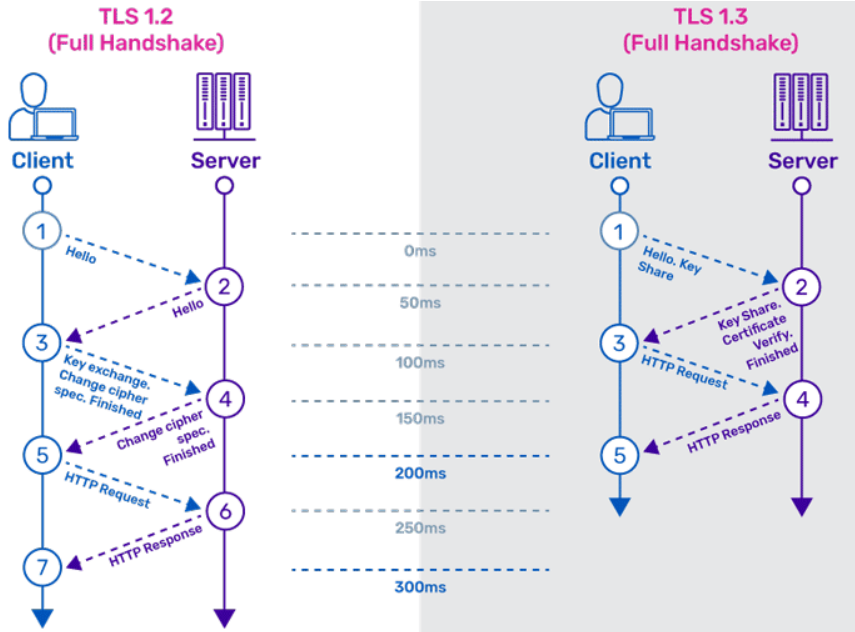 TLS 1.2
(Full Handshake)
Client
Server
1
Hello
2
Hello
3
Key exchange.
Change cipher
spec. Finished
4
Change cipher
spec.
Finished
5
HTTP Request
6
HTTP Response
7
0ms
50ms
100ms
150ms
200ms
250ms
300ms
TLS 1.3
(Full Handshake)
Client
Server
1
Hello. Key
Share
2
Key Share.
Certificate
Verify.
Finished
3
HTTP Request
4
HTTP Response
5